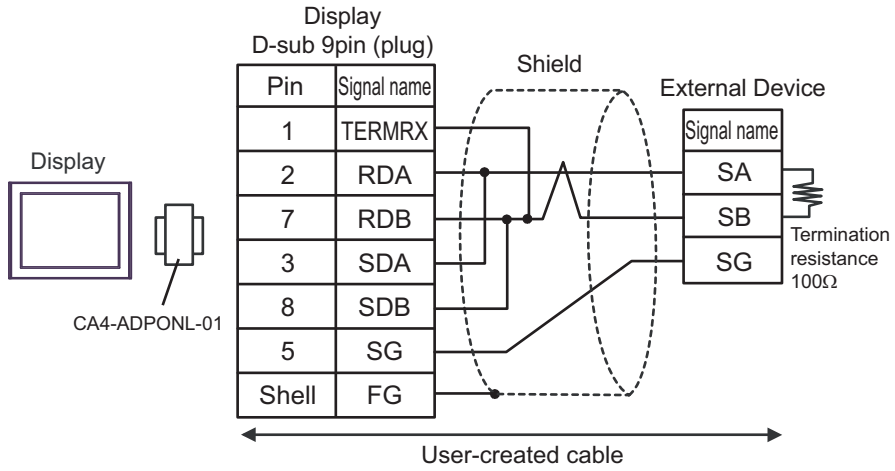 Display
D-sub 9pin (plug)
Shield
External Device
Pin Signal name
1 TERMRX
2 RDA
7 RDB
3 SDA
8 SDB
5 SG
Shell FG
Signal name
SA
SB
SG
Termination
resistance
100Ω
Display
CA4-ADPONL-01
User-created cable